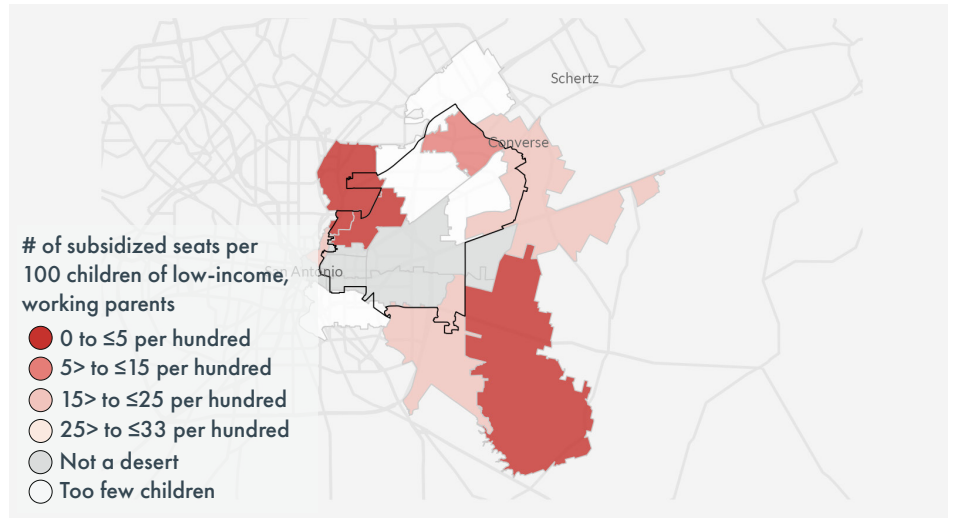 Schertz
Converse
# of subsidized seats per
100 children of low-income,
San Antonio
working parents
0 to ≤5 per hundred
5> to ≤15 per hundred
15> to ≤25 per hundred
25> to ≤33 per hundred
Not a desert
Too few children